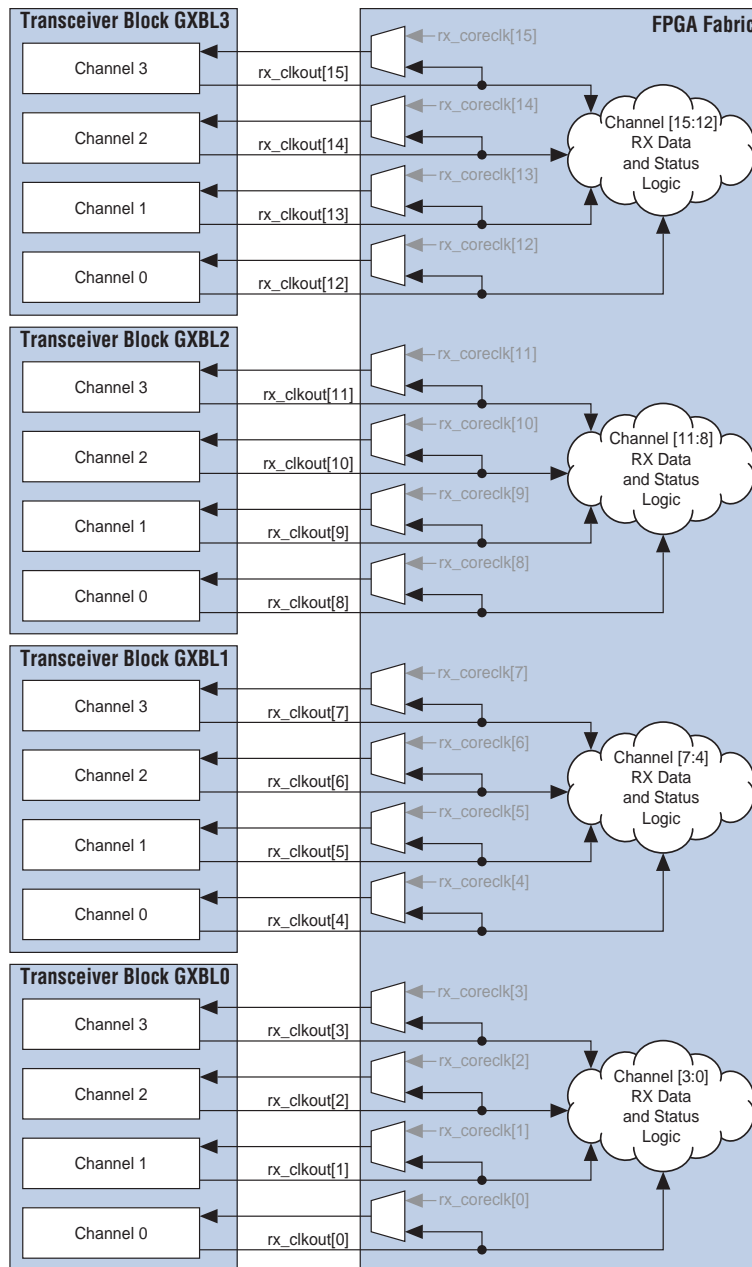 Transceiver Block GXBL3
FPGA Fabric
Channel 3
rx_coreclk[15]
rx_clkout[15]
Channel 2
rx_coreclk[14]
rx_clkout[14]
Channel 1
rx_coreclk[13]
rx_clkout[13]
Channel 0
rx_coreclk[12]
rx_clkout[12]
Channel [15:12]
RX Data
and Status
Logic
Transceiver Block GXBL2
Channel 3
rx_coreclk[11]
rx_clkout[11]
Channel 2
rx_coreclk[10]
rx_clkout[10]
Channel 1
rx_coreclk[9]
rx_clkout[9]
Channel 0
rx_coreclk[8]
rx_clkout[8]
Channel [11:8]
RX Data
and Status
Logic
Transceiver Block GXBL1
Channel 3
rx_coreclk[7]
rx_clkout[7]
Channel 2
rx_coreclk[6]
rx_clkout[6]
Channel 1
rx_coreclk[5]
rx_clkout[5]
Channel 0
rx_coreclk[4]
rx_clkout[4]
Channel [7:4]
RX Data
and Status
Logic
Transceiver Block GXBL0
Channel 3
rx_coreclk[3]
rx_clkout[3]
Channel 2
rx_coreclk[2]
rx_clkout[2]
Channel 1
rx_coreclk[1]
rx_clkout[1]
Channel 0
rx_coreclk[0]
rx_clkout[0]
Channel [3:0]
RX Data
and Status
Logic